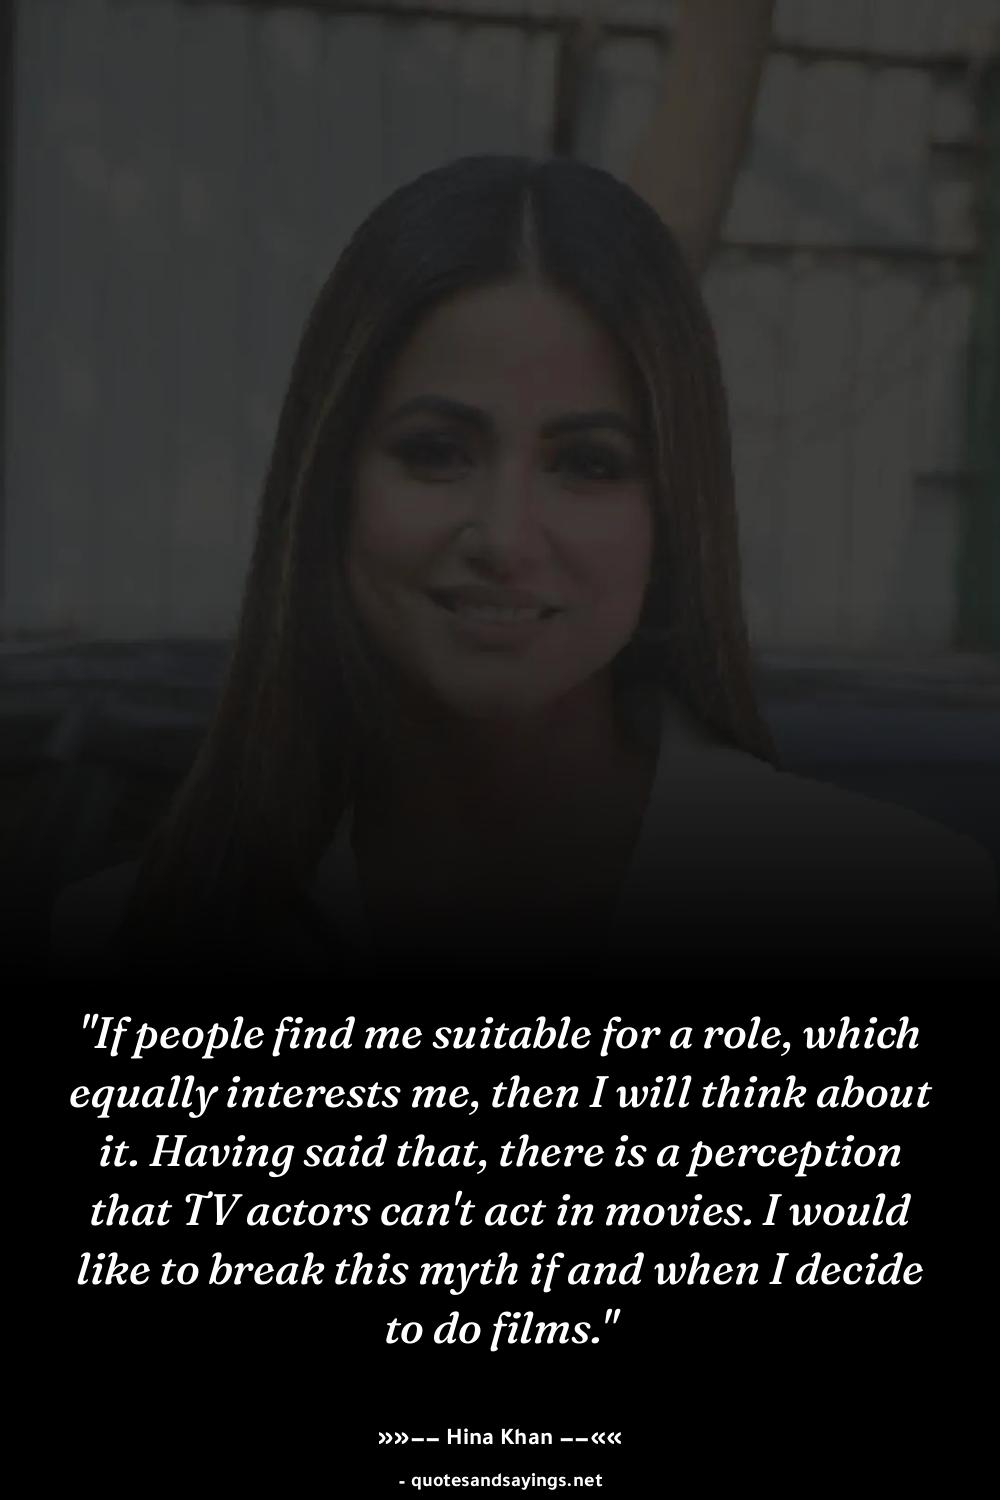 "If people find me suitable for a role, which
equally interests me, then I will think about
it. Having said that, there is a perception
that TV actors can't act in movies. I would
like to break this myth if and when I decide
to do films."
»»–– Hina Khan ––««
- quotesandsayings.net